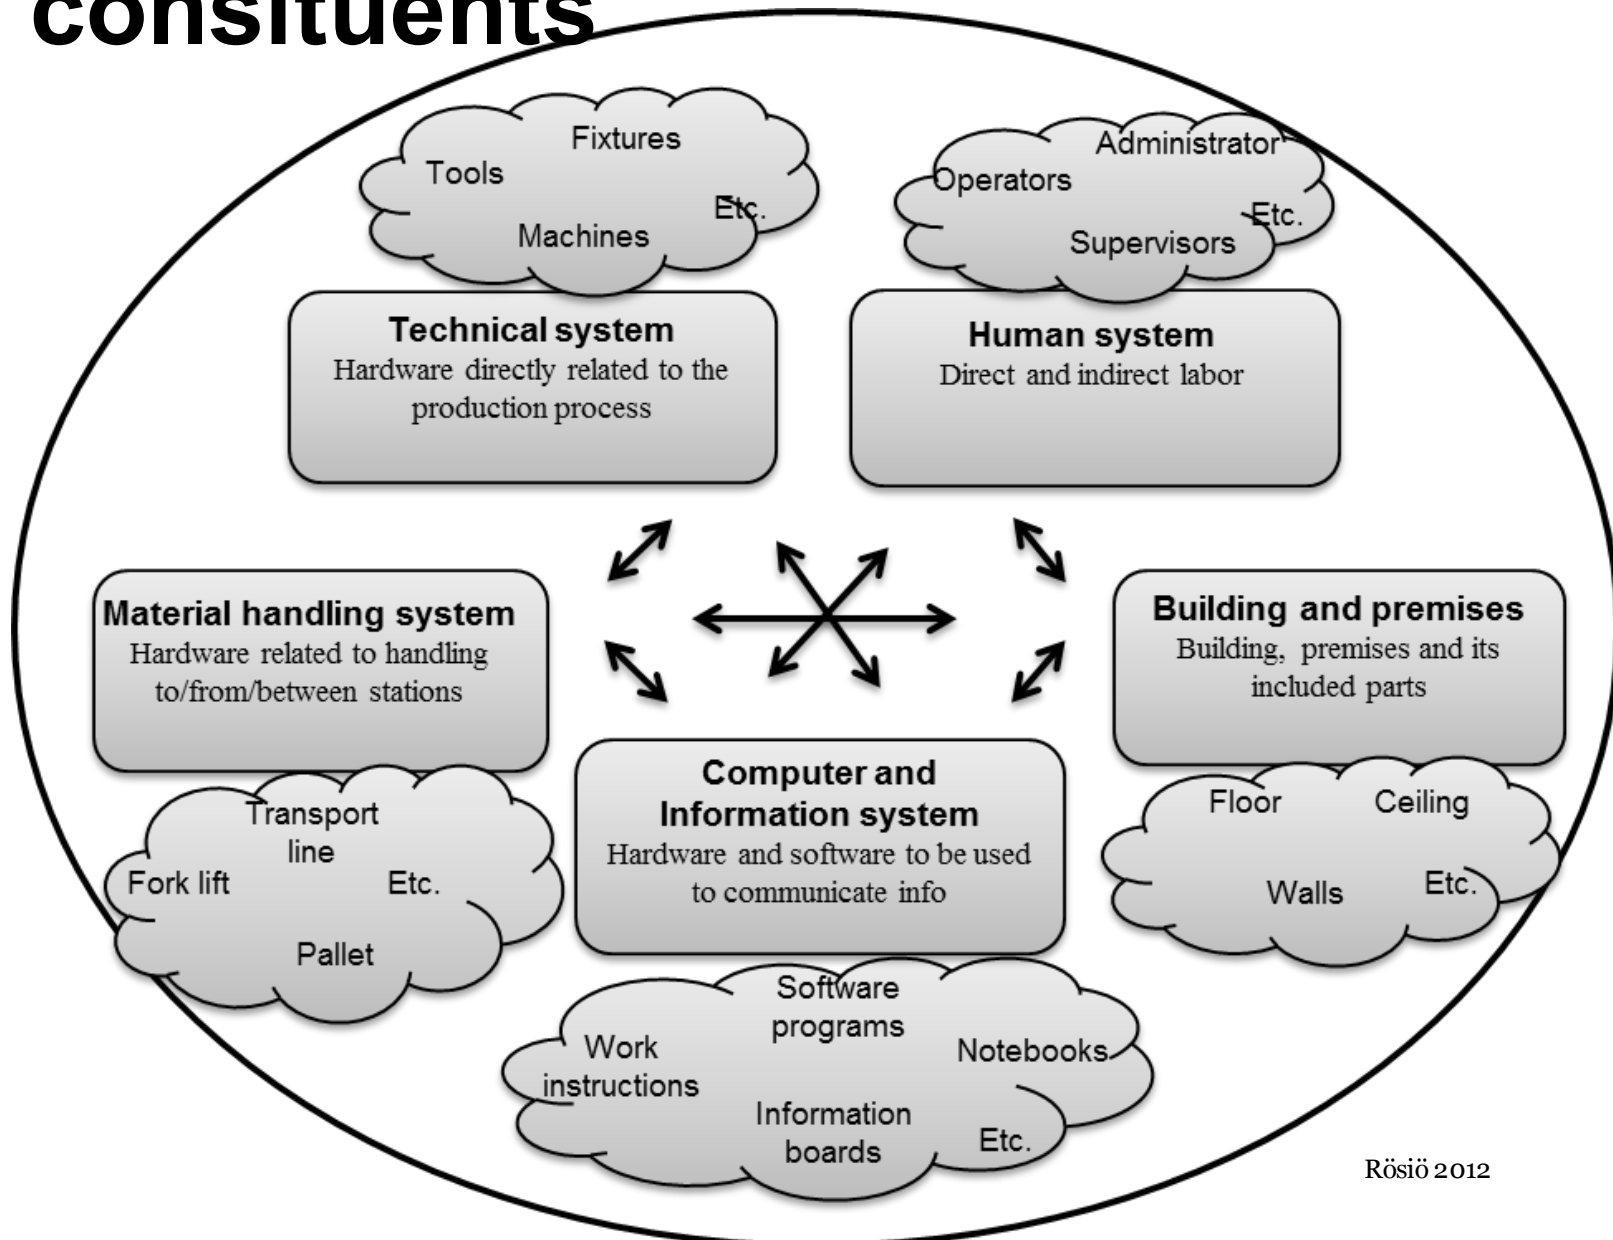 consituents
Fixtures
Tools
Etc.
Machines
Administrator
Operators
Etc.
Supervisors
Technical system
Hardware directly related to the
production process
Human system
Direct and indirect labor
Material handling system
Hardware related to handling
to/from/between stations
Building and premises
Building, premises and its
included parts
Computer and
Information system
Hardware and software to be used
to communicate info
Transport
line
Fork lift
Etc.
Pallet
Floor
Ceiling
Walls
Etc.
Software
programs
Work
instructions
Notebooks
Information
boards
Etc.
Rösiö 2012